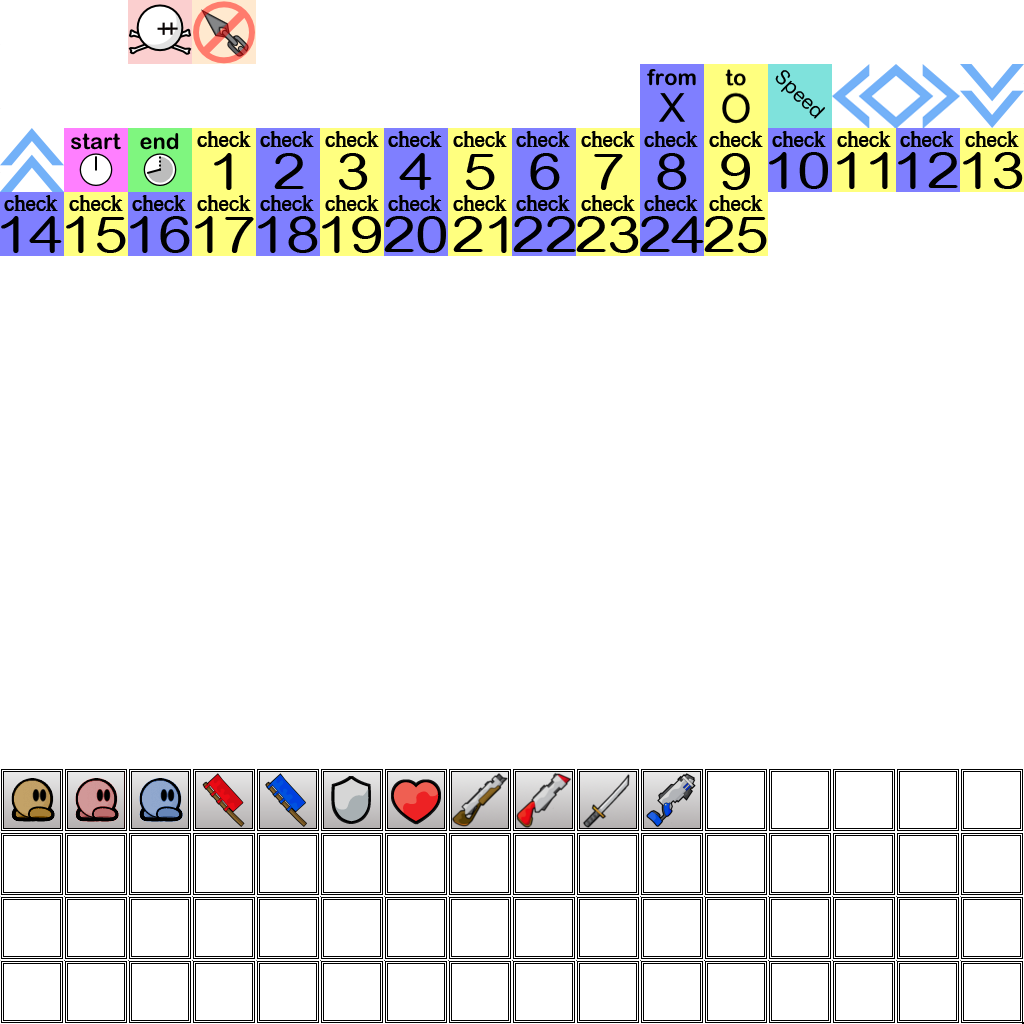 from to Speed
X O
start end check check check check check check check check check check check check check
1 2 3 4 5 6 7 8 9 10 11 12 13
check check check check check check check check check check check check
14 15 16 17 18 19 20 21 22 23 24 25